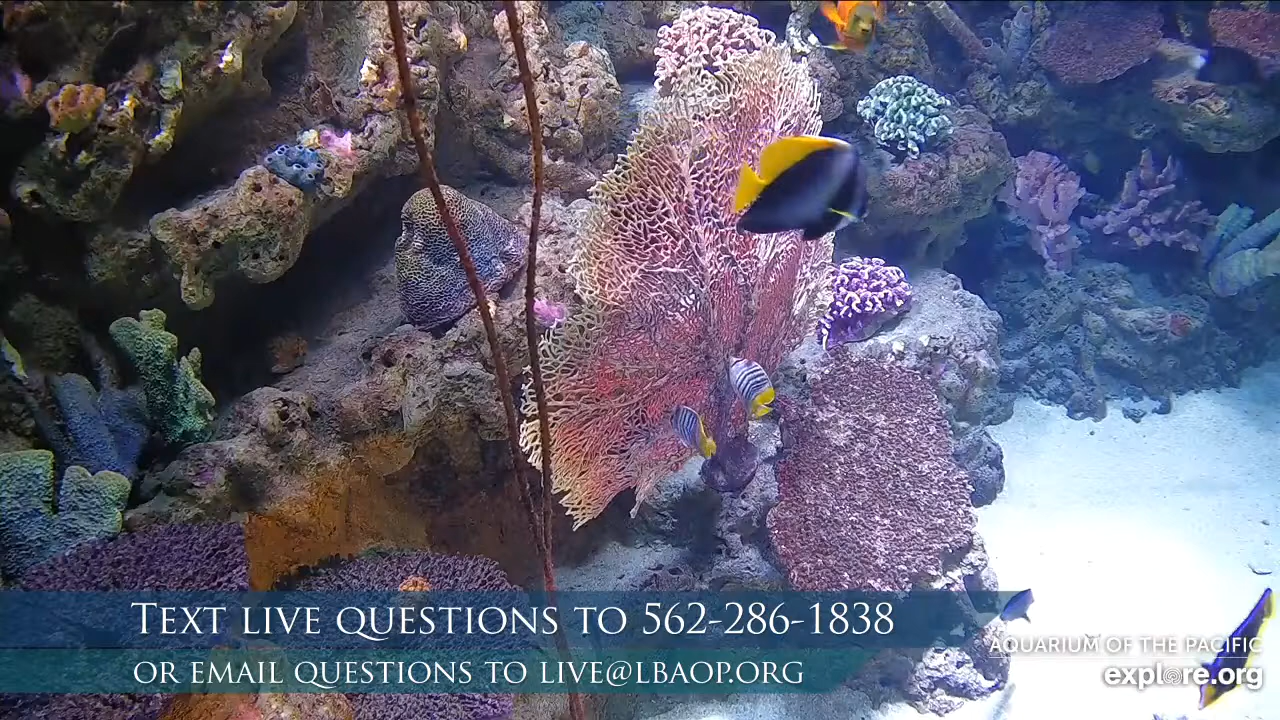 TEXT LIVE QUESTIONS TO 562-286-1838
OR EMAIL QUESTIONS TO LIVE@LBAOP.ORG
AQUARIUM OF THE PACIFIC
explore.org